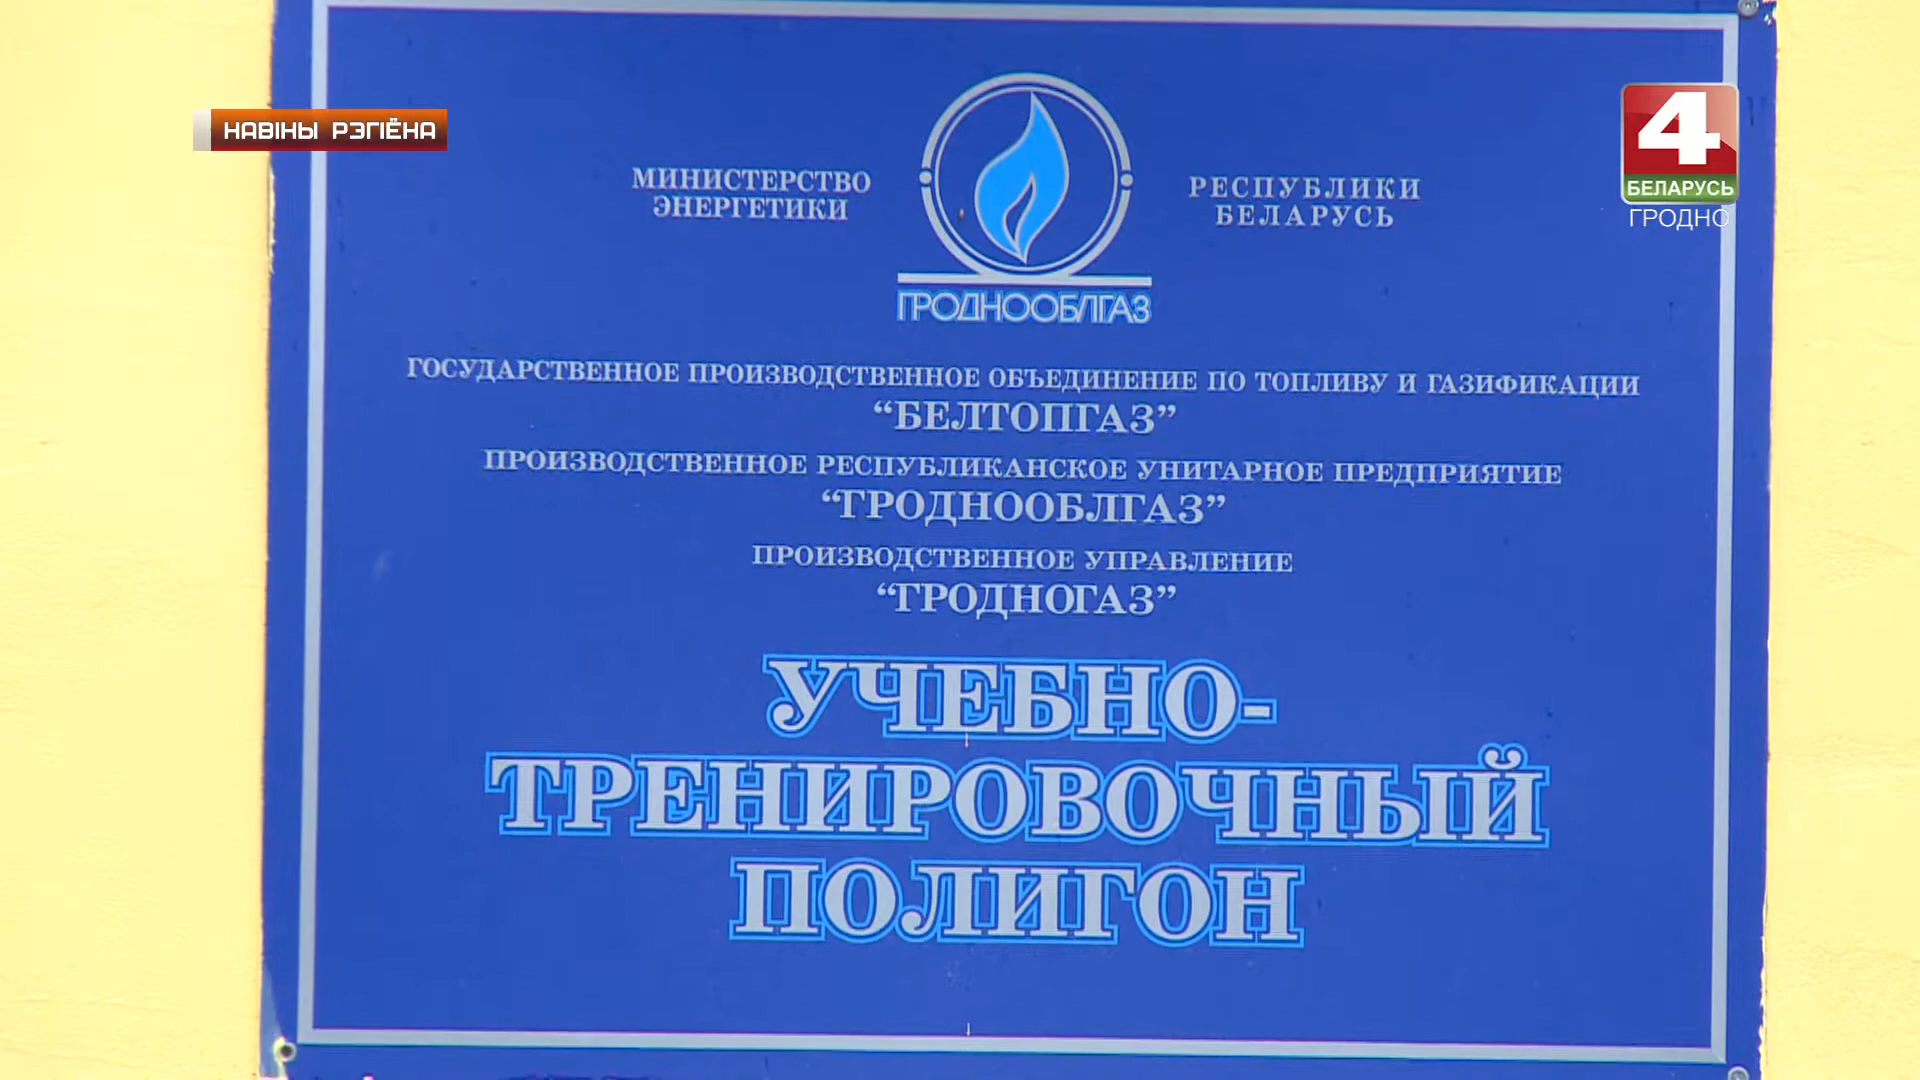 НАВІНЫ РЭГІЁНА
4
БЕЛАРУСЬ
ГРОДНО
МИНИСТЕРСТВО
ЭНЕРГЕТИКИ
РЕСПУБЛИКИ
БЕЛАРУСЬ
ГРОДНООБЛГАЗ
ГОСУДАРСТВЕННОЕ ПРОИЗВОДСТВЕННОЕ ОБЪЕДИНЕНИЕ ПО ТОПЛИВУ И ГАЗИФИКАЦИИ
“БЕЛТОПГАЗ”
ПРОИЗВОДСТВЕННОЕ РЕСПУБЛИКАНСКОЕ УНИТАРНОЕ ПРЕДПРИЯТИЕ
“ГРОДНООБЛГАЗ”
ПРОИЗВОДСТВЕННОЕ УПРАВЛЕНИЕ
“ГРОДНОГАЗ”
УЧЕБНО-
ТРЕНИРОВОЧНЫЙ
ПОЛИГОН